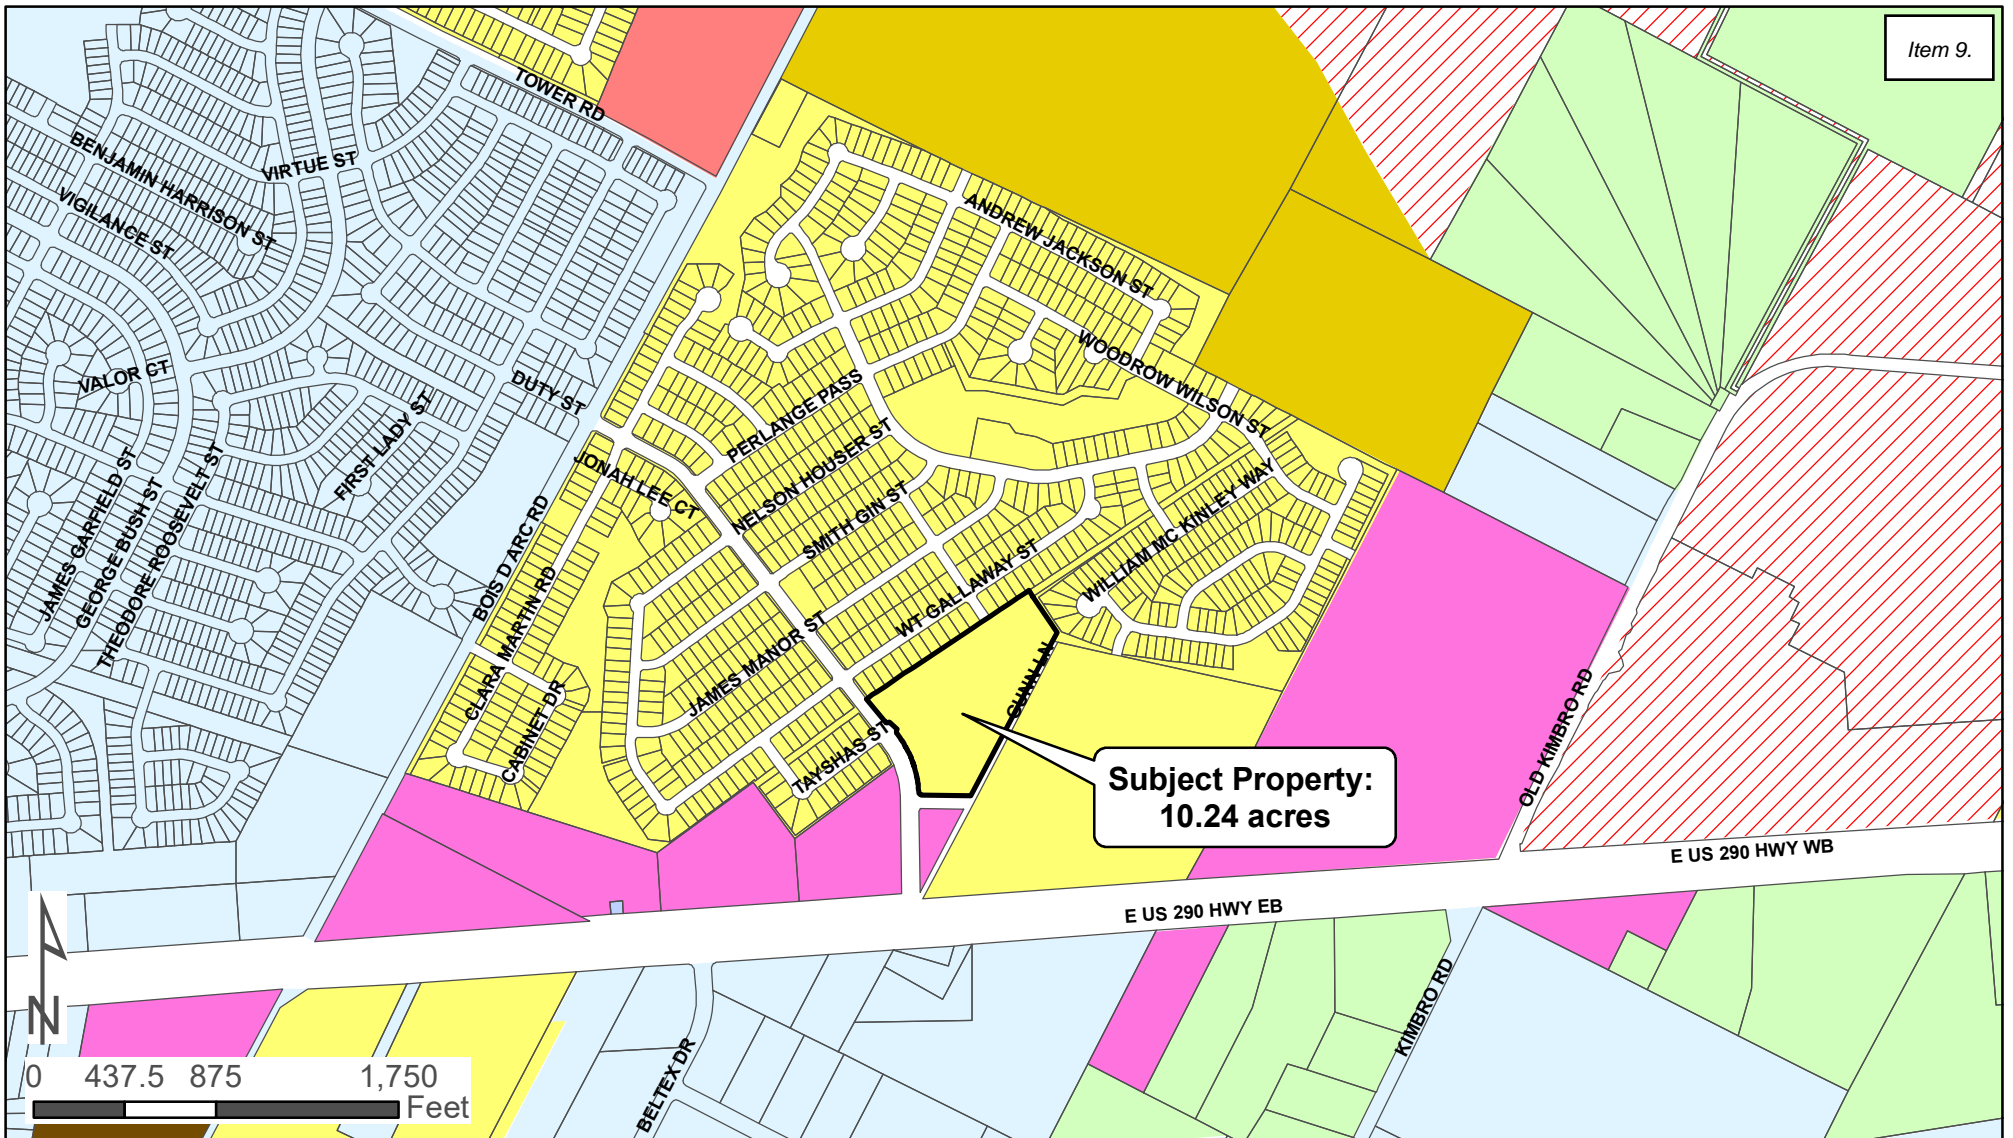 Item 9.
TOWER RD
BENJAMIN HARRISON ST
VIRTUE ST
VIGILANCE ST
ANDREW JACKSON ST
VALOR CT
DUTY ST
FIRST LADY ST
WOODROW WILSON ST
PERLANGE PASS
NELSON HOUSER ST
JONAH LEE CT
SMITH GIN ST
JAMES GARFIELD ST
GEORGE BUSH ST
THEODORE ROOSEVELT ST
BOIS D ARC RD
WILLIAM MC KINLEY WAY
WT GALLAWAY ST
CLARA MARTIN RD
JAMES MANOR ST
CABINET DR
GUNN LN
TAYSHAS ST
OLD KIMBRO RD
Subject Property:
10.24 acres
E US 290 HWY WB
E US 290 HWY EB
KIMBRO RD
BELTEX DR
N
0 437.5 875 1,750
Feet